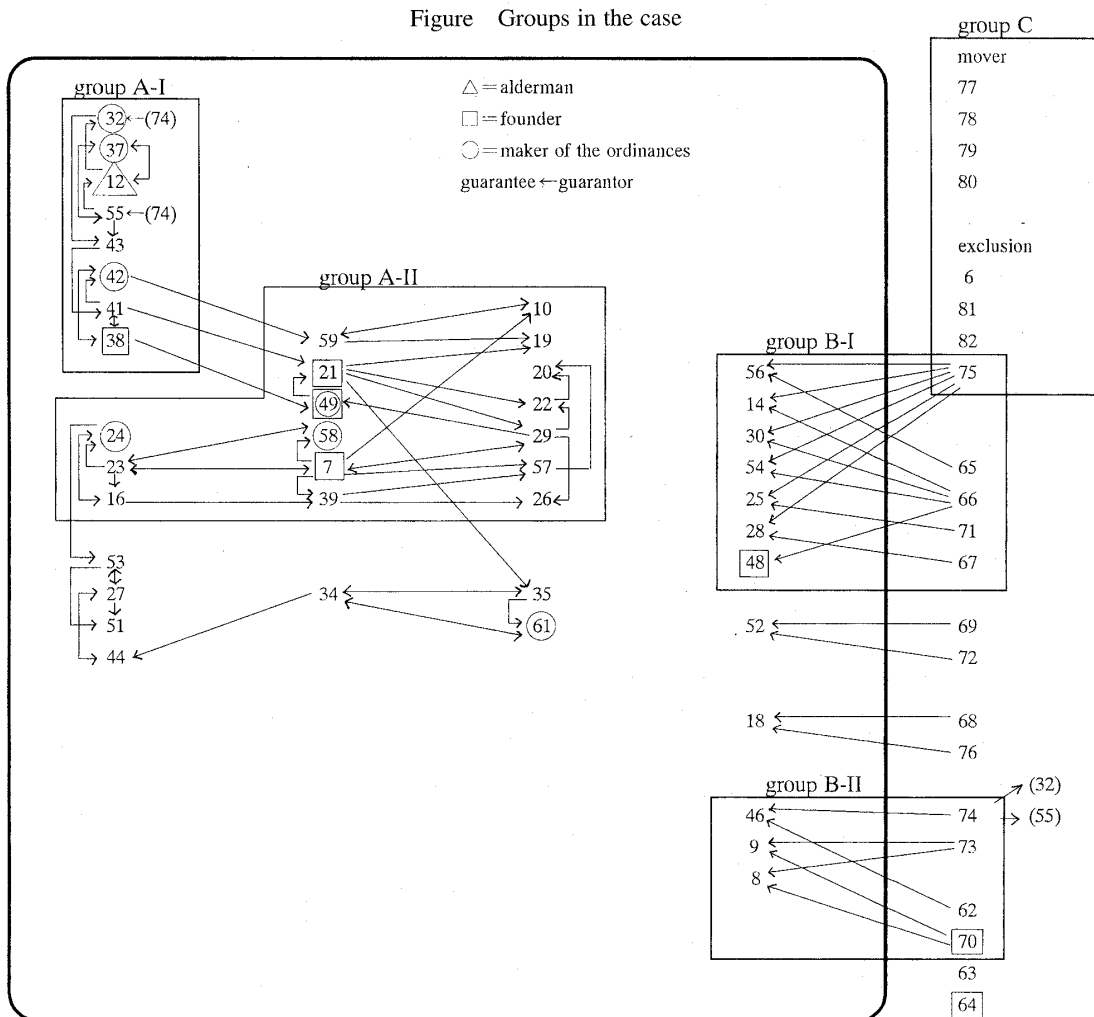 Figure Groups in the case
group C
mover
77
78
79
80
exclusion
6
81
82
75
group A-I
32 ←(74)
37
12
55 ←(74)
43
42
41
38
△=alderman
□=founder
○=maker of the ordinances
guarantee←guarantor
group A-II
10
59 19
21 20
49 22
24 58 29
23 7 57
16 39 26
53
27 34 35
51 61
44
group B-I
56
14
30
54 65
25 66
28 71
48 67
52 69
72
18 68
76
group B-II
46 74 (32)
(55)
9 73
8
62
70
63
64